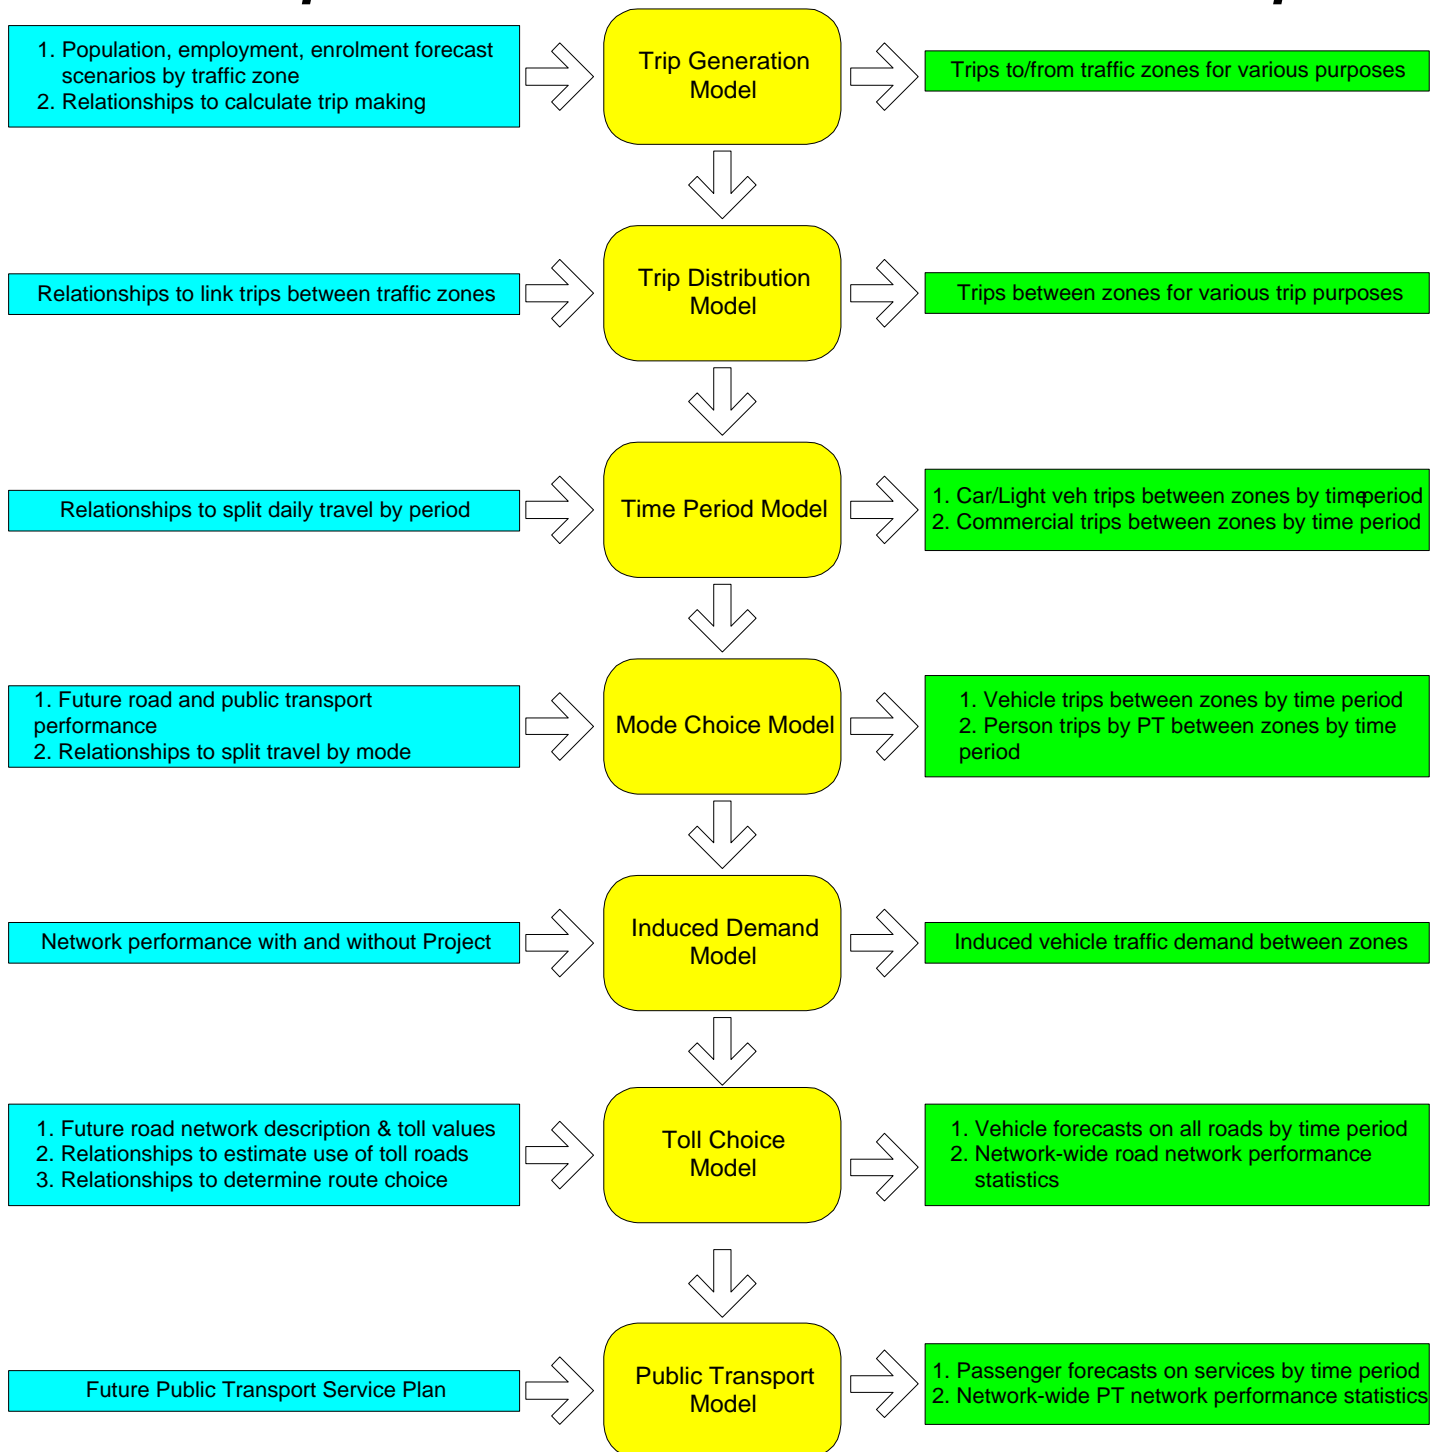 1. Population, employment, enrolment forecast
scenarios by traffic zone
2. Relationships to calculate trip making
Trip Generation
Model
Trips to/from traffic zones for various purposes
Relationships to link trips between traffic zones
Trip Distribution
Model
Trips between zones for various trip purposes
Relationships to split daily travel by period
Time Period Model
1. Car/Light veh trips between zones by timeperiod
2. Commercial trips between zones by time period
1. Future road and public transport
performance
2. Relationships to split travel by mode
Mode Choice Model
1. Vehicle trips between zones by time period
2. Person trips by PT between zones by time
period
Network performance with and without Project
Induced Demand
Model
Induced vehicle traffic demand between zones
1. Future road network description & toll values
2. Relationships to estimate use of toll roads
3. Relationships to determine route choice
Toll Choice
Model
1. Vehicle forecasts on all roads by time period
2. Network-wide road network performance
statistics
Future Public Transport Service Plan
Public Transport
Model
1. Passenger forecasts on services by time period
2. Network-wide PT network performance statistics